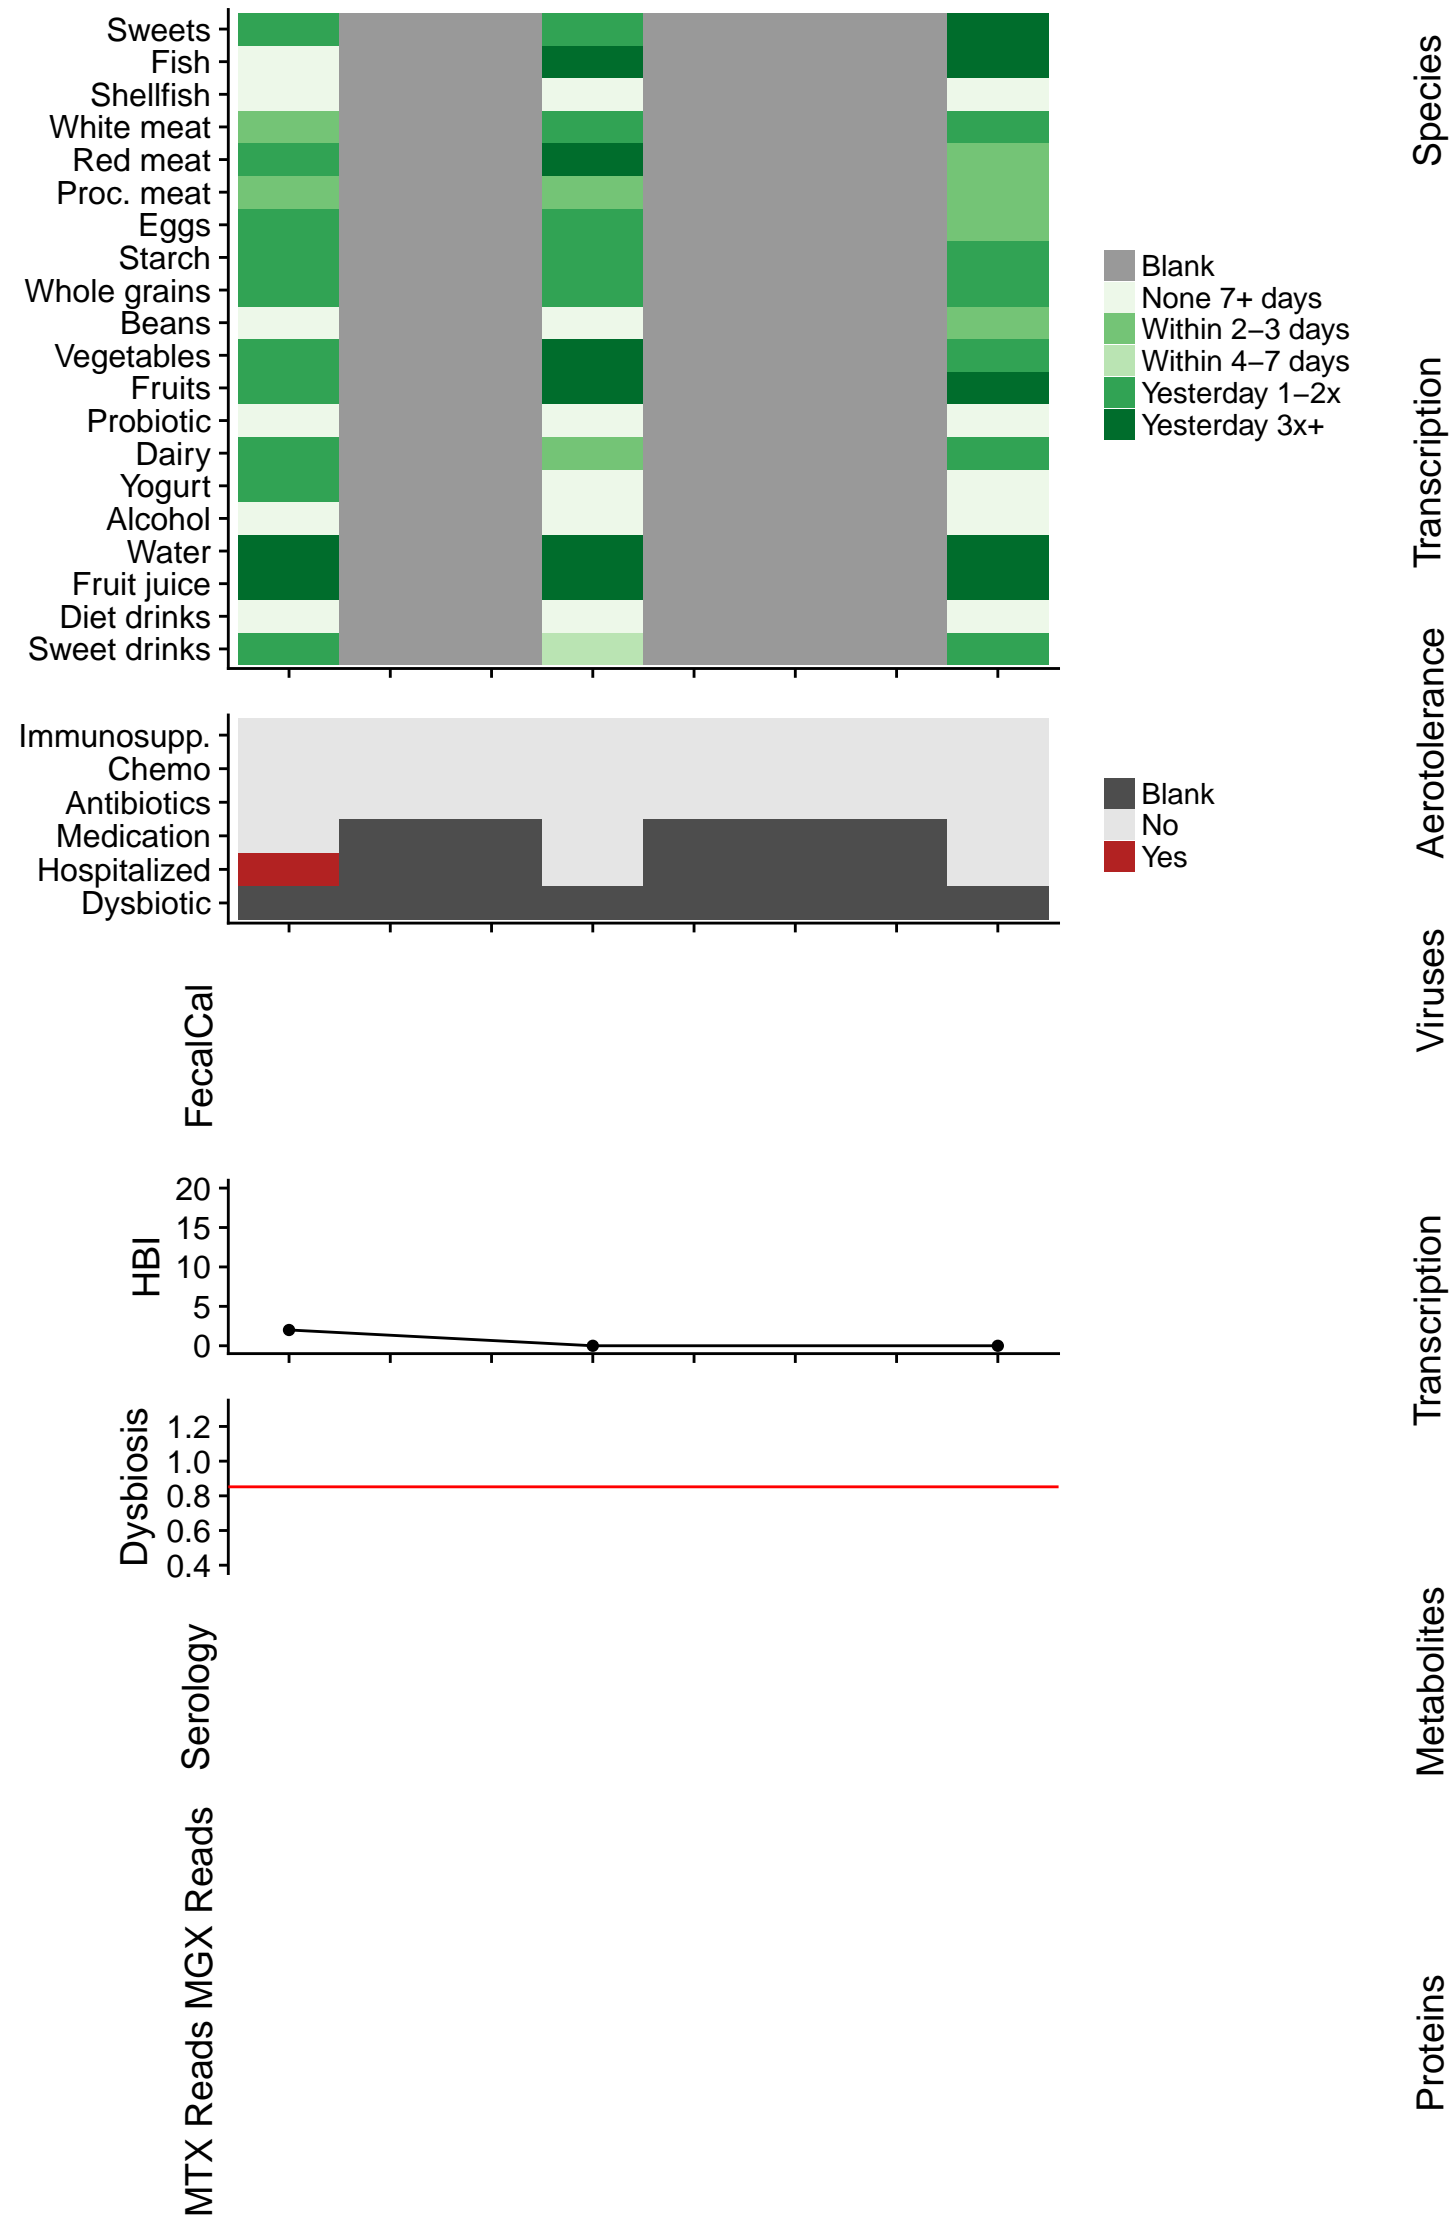 Sweets
Fish
Shellfish
White meat
Red meat
Proc. meat
Eggs
Starch
Whole grains
Beans
Vegetables
Fruits
Probiotic
Dairy
Yogurt
Alcohol
Water
Fruit juice
Diet drinks
Sweet drinks
Blank
None 7+ days
Within 2–3 days
Within 4–7 days
Yesterday 1–2x
Yesterday 3x+
Immunosupp.
Chemo
Antibiotics
Medication
Hospitalized
Dysbiotic
Blank
No
Yes
FecalCal
HBI
20
15
10
5
0
Dysbiosis
1.2
1.0
0.8
0.6
0.4
Serology
MGX Reads
MTX Reads
Species
Transcription
Aerotolerance
Viruses
Transcription
Metabolites
Proteins